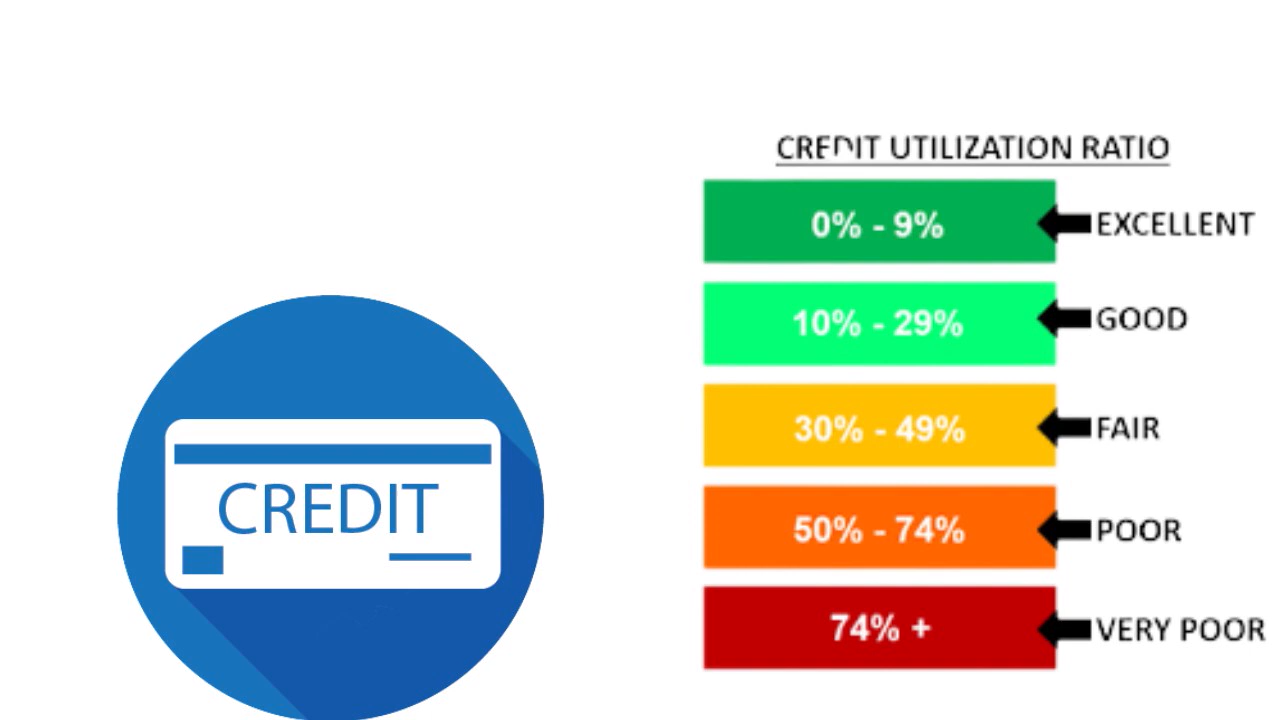 CREDIT UTILIZATION RATIO
0% - 9% EXCELLENT
10% - 29% GOOD
30% - 49% FAIR
50% - 74% POOR
74% + VERY POOR
CREDIT